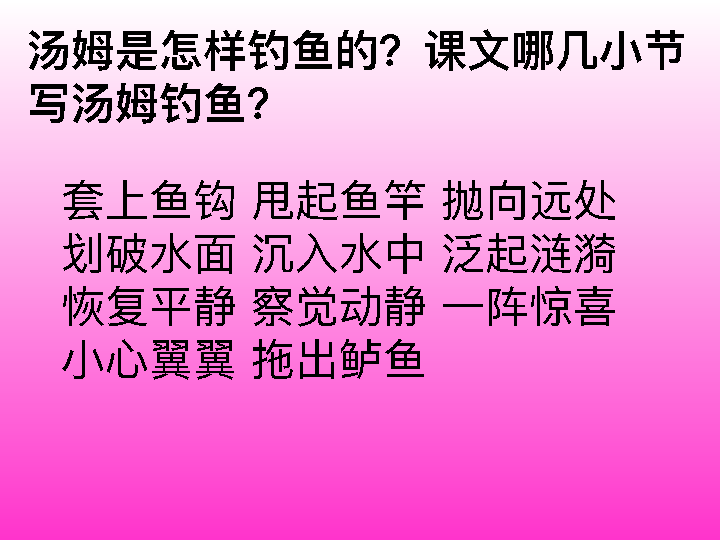 汤姆是怎样钓鱼的？课文哪几小节
写汤姆钓鱼？
套上鱼钩 甩起鱼竿 抛向远处
划破水面 沉入水中 泛起涟漪
恢复平静 察觉动静 一阵惊喜
小心翼翼 拖出鲈鱼